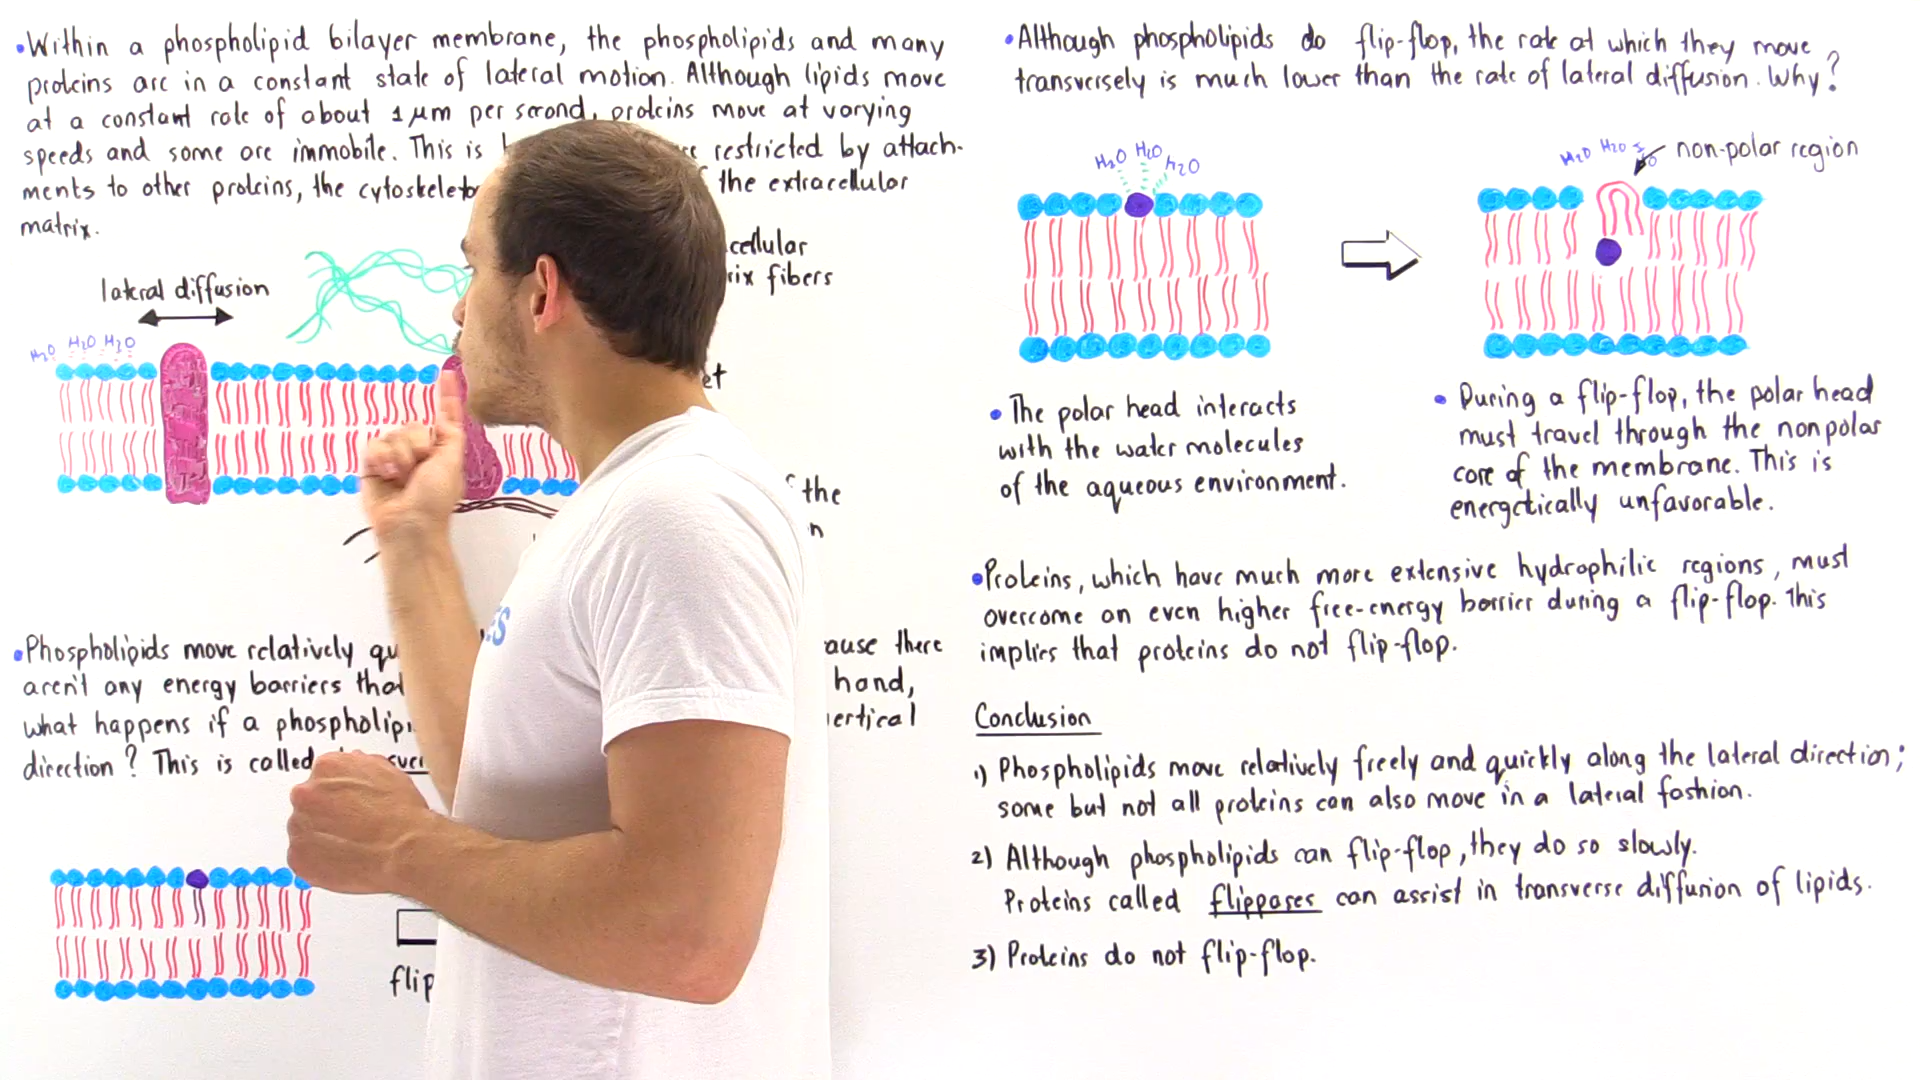 •Within a phospholipid bilayer membrane, the phospholipids and many
proteins are in a constant state of lateral motion. Although lipids move
at a constant rate of about 1 μm per second, proteins move at varying
speeds and some are immobile. This is restricted by attach-
ments to other proteins, the the extracellular
matrix.
cellular
fibers
lateral diffusion
H2O H2O H2O
the
•Phospholipids move relatively
there
aren't any energy barriers
hand,
what happens if a
direction? This is called
flip
•Although phospholipids do flip-flop, the rate at which they move
transversely is much lower than the rate of lateral diffusion. Why?
H2O H2O H2O
H2O H2O
non-polar region
•The polar head interacts
with the water molecules
of the aqueous environment.
•During a flip-flop, the polar head
must travel through the nonpolar
core of the membrane. This is
energetically unfavorable.
•Proteins, which have much more extensive hydrophilic regions, must
overcome an even higher free-energy barrier during a flip-flop. This
implies that proteins do not flip-flop.
Conclusion
1) Phospholipids move relatively freely and quickly along the lateral direction;
some but not all proteins can also move in a lateral fashion.
2) Although phospholipids can flip-flop, they do so slowly.
Proteins called flippases can assist in transverse diffusion of lipids.
3) Proteins do not flip-flop.